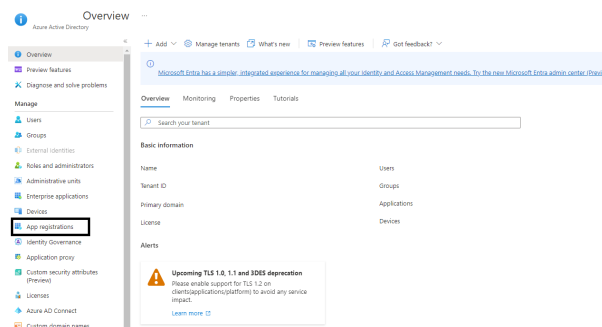 Overview
...
Azure Active Directory
«
Overview
Preview features
Diagnose and solve problems
Manage
Users
Groups
External Identities
Roles and administrators
Administrative units
Enterprise applications
Devices
App registrations
Identity Governance
Application proxy
Custom security attributes
(Preview)
Licenses
Azure AD Connect
Custom domain names
+ Add Manage tenants What's new Preview features Got feedback?
Microsoft Entra has a simpler, integrated experience for managing all your Identity and Access Management needs. Try the new Microsoft Entra admin center (Previ
Overview Monitoring Properties Tutorials
Search your tenant
Basic information
Name Users
Tenant ID Groups
Primary domain Applications
License Devices
Alerts
Upcoming TLS 1.0, 1.1 and 3DES deprecation
Please enable support for TLS 1.2 on
clients(applications/platform) to avoid any service
impact.
Learn more